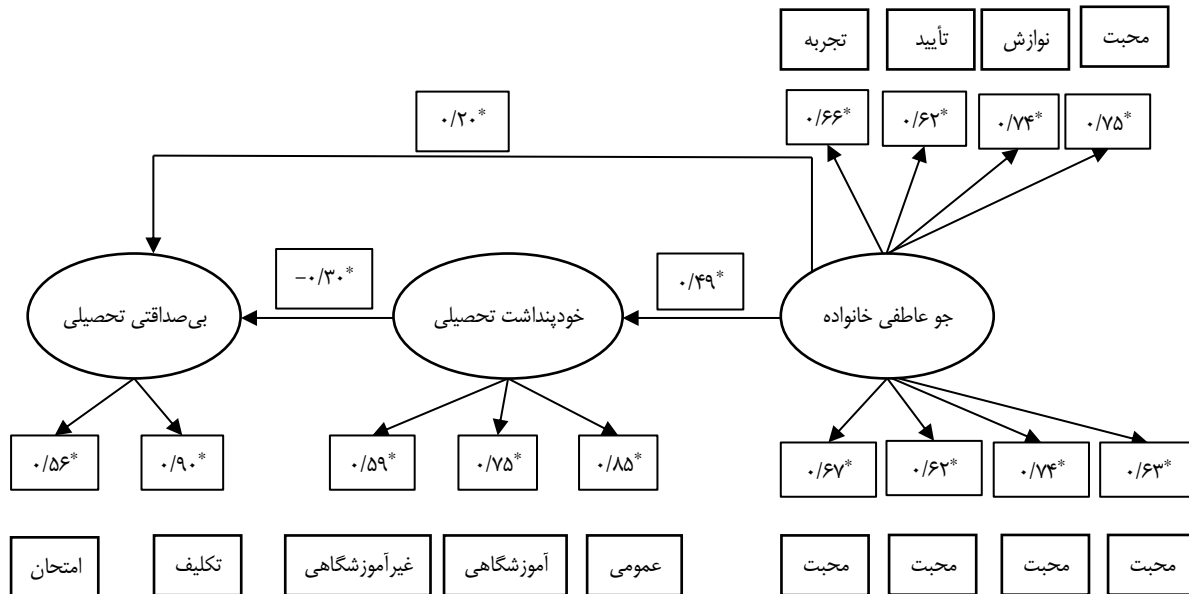 محبت
نوازش
تأیید
تجربه
۰/۷۵*
۰/۷۴*
۰/۶۲*
۰/۶۶*
۰/۲۰*
۰/۴۹*
−۰/۳۰*
جو عاطفی خانواده
خودپنداشت تحصیلی
بی‌صداقتی تحصیلی
۰/۶۳*
۰/۷۴*
۰/۶۲*
۰/۶۷*
۰/۸۵*
۰/۷۵*
۰/۵۹*
۰/۹۰*
۰/۵۶*
محبت
محبت
محبت
محبت
عمومی
آموزشگاهی
غیرآموزشگاهی
تکلیف
امتحان